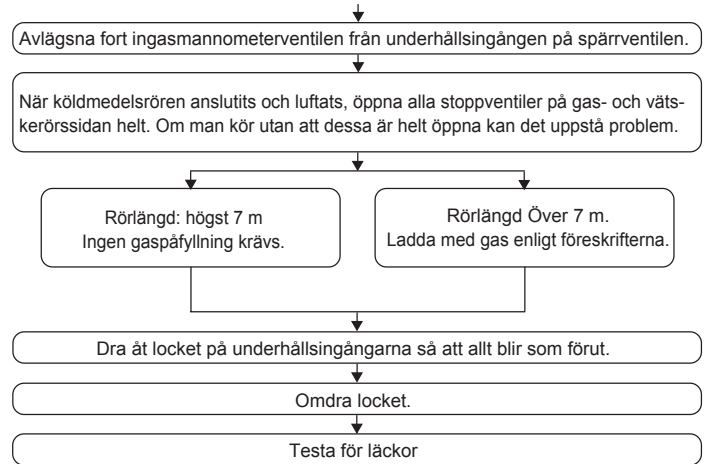 Avlägsna fort ingasmannometerventilen från underhållsingången på spärrventilen.
När köldmedelsrören anslutits och luftats, öppna alla stoppventiler på gas- och väts-
kerörssidan helt. Om man kör utan att dessa är helt öppna kan det uppstå problem.
Rörlängd: högst 7 m
Ingen gaspåfyllning krävs.
Rörlängd Över 7 m.
Ladda med gas enligt föreskrifterna.
Dra åt locket på underhållsingångarna så att allt blir som förut.
Omdra locket.
Testa för läckor